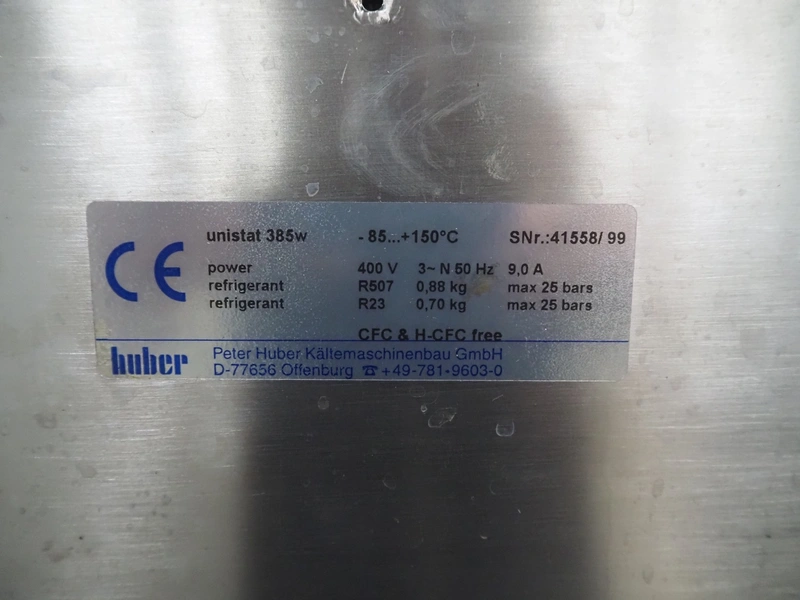 CE unistat 385w - 85...+150°C SNr.:41558/ 99
power 400 V 3~ N 50 Hz 9,0 A
refrigerant R507 0,88 kg max 25 bars
refrigerant R23 0,70 kg max 25 bars
CFC & H-CFC free
huber Peter Huber Kältemaschinenbau GmbH
D-77656 Offenburg ☎ +49-781-9603-0